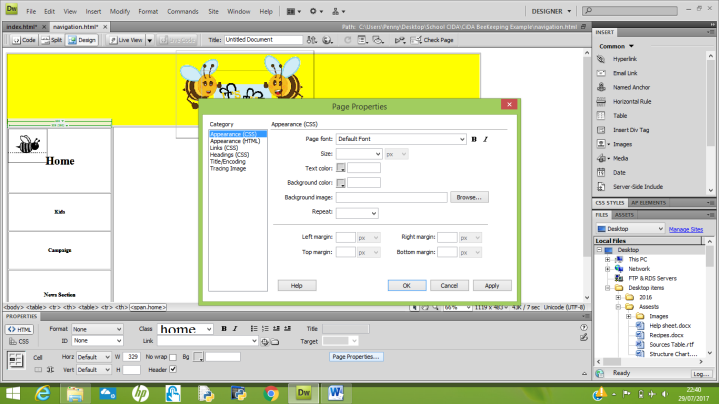 Dw File Edit View Insert Modify Format Commands Site Window Help DESIGNER
index.html* × navigation.html* × Path: C:\Users\Penny\Desktop\School CiDA\CiDA Beekeeping Example\navigation.html
Code Split Design Live View Title: Untitled Document Check Page
Home
Kids
Campaign
News Section
Page Properties
Category
Appearance (CSS)
Appearance (HTML)
Links (CSS)
Headings (CSS)
Title/Encoding
Tracing Image
Appearance (CSS)
Page font: Default Font B I
Size: px
Text color:
Background color:
Background image: Browse...
Repeat:
Left margin: px Right margin: px
Top margin: px Bottom margin: px
Help OK Cancel Apply
INSERT
Common
Hyperlink
Email Link
Named Anchor
Horizontal Rule
Table
Insert Div Tag
Images
Media
Date
Server-Side Include
CSS STYLES AP ELEMENTS
FILES ASSETS
Desktop Manage Sites
Local Files
Desktop
This PC
Network
FTP & RDS Servers
Desktop items
2016
Assests
Images
Help sheet.docx
Recipes.docx
Sources Table.rtf
Structure Chart....
Ready Log...
<body> <table> <tr> <th> <table> <tr> <th> <span.home> 66% 1119 x 483 43K / 7 sec Unicode (UTF-8)
PROPERTIES
<> HTML Format None Class home B I Title
CSS ID None Link Target
Cell Horz Default W 329 No wrap Bg Page Properties...
Vert Default H Header
22:40
29/07/2017